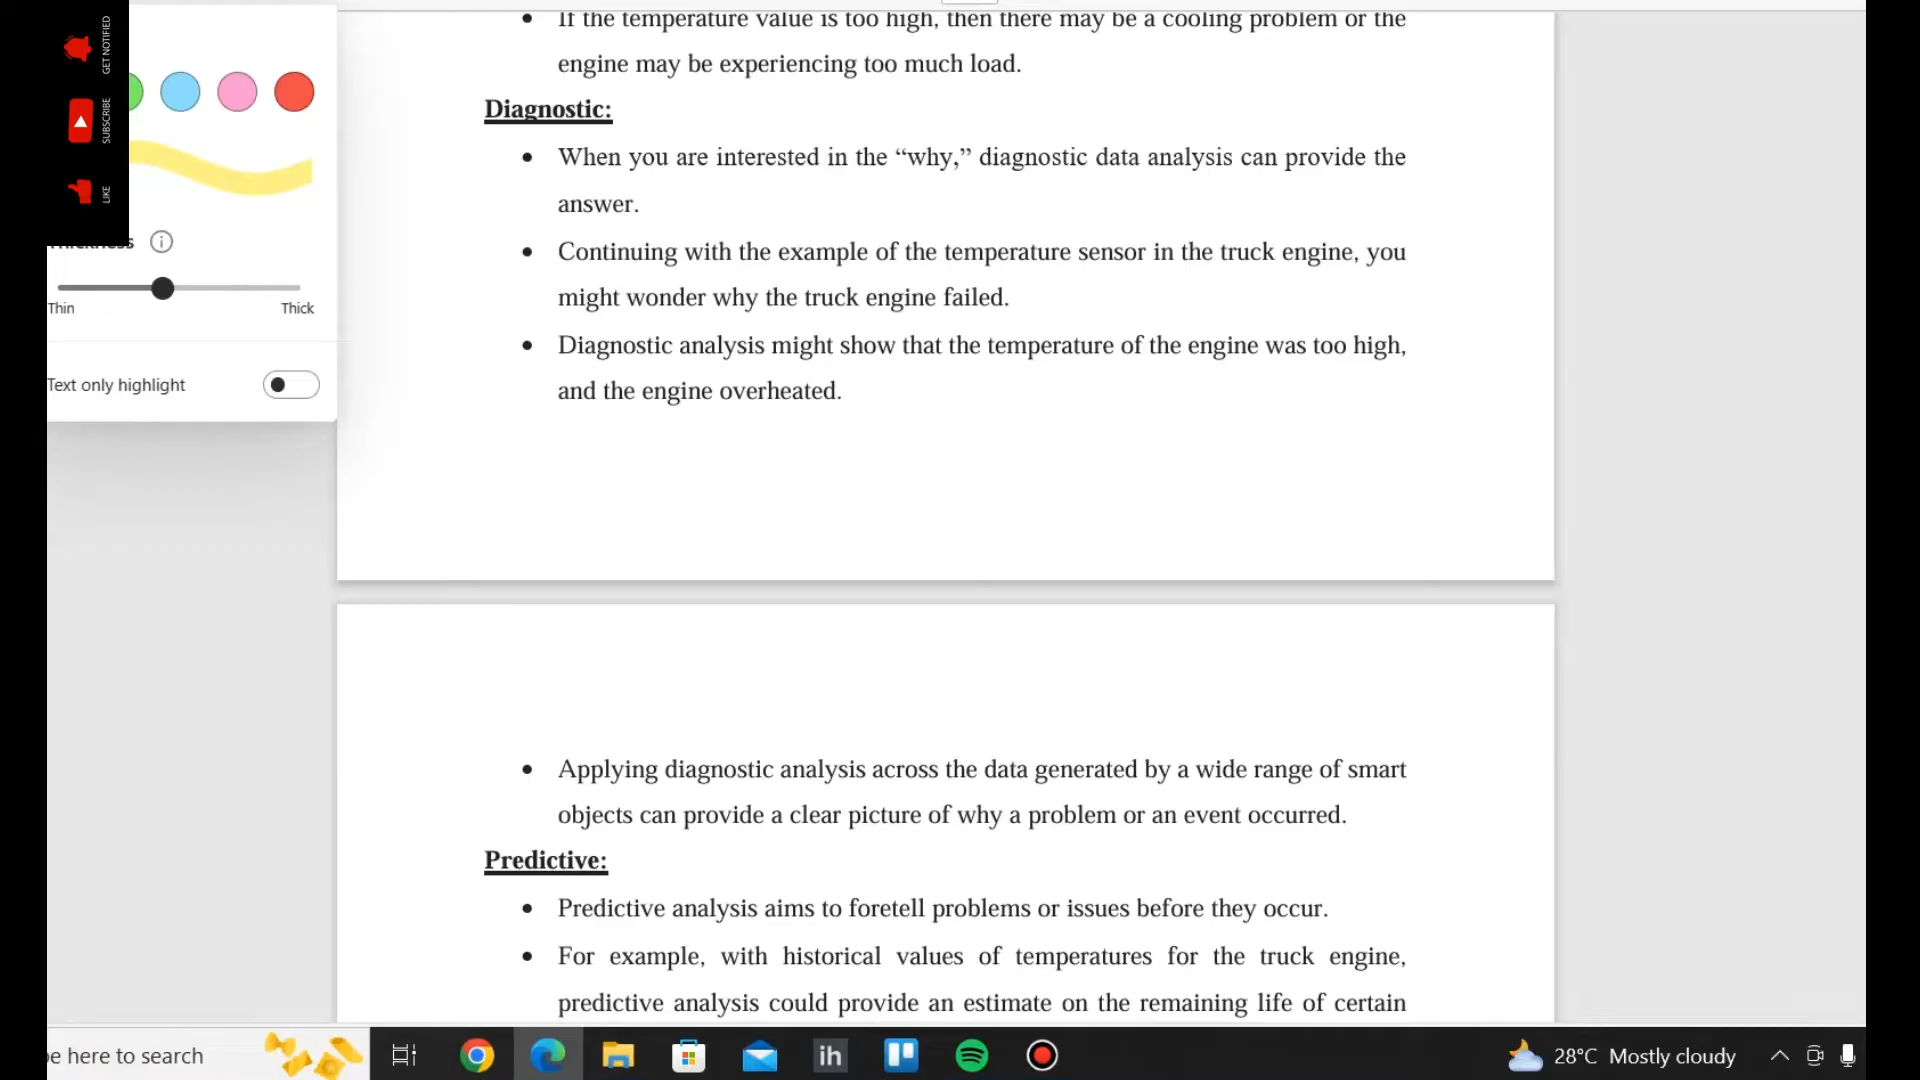 GET NOTIFIED
SUBSCRIBE
LIKE
Thickness
Thin
Thick
Text only highlight
If the temperature value is too high, then there may be a cooling problem or the
engine may be experiencing too much load.
Diagnostic:
When you are interested in the “why,” diagnostic data analysis can provide the
answer.
Continuing with the example of the temperature sensor in the truck engine, you
might wonder why the truck engine failed.
Diagnostic analysis might show that the temperature of the engine was too high,
and the engine overheated.
Applying diagnostic analysis across the data generated by a wide range of smart
objects can provide a clear picture of why a problem or an event occurred.
Predictive:
Predictive analysis aims to foretell problems or issues before they occur.
For example, with historical values of temperatures for the truck engine,
predictive analysis could provide an estimate on the remaining life of certain
here to search
ih
28°C Mostly cloudy